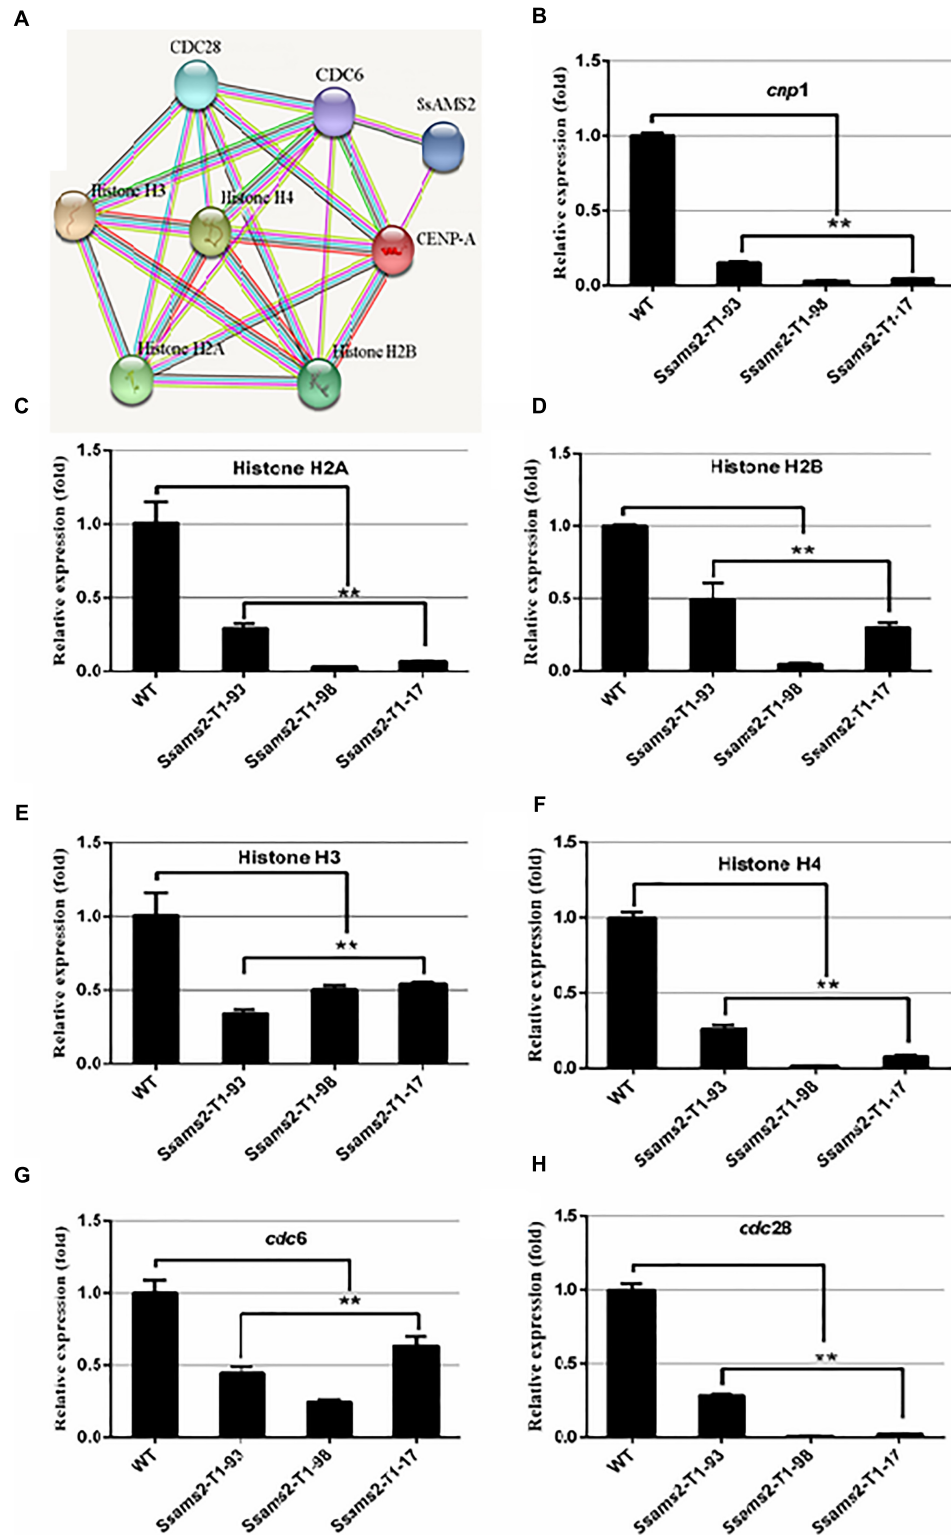 A
CDC28
CDC6
SsAMS2
Histone H3
Histone H4
CENP-A
Histone H2A
Histone H2B
B
Relative expression (fold)
1.5
1.0
0.5
0.0
cnp1
**
WT
Ssams2-T1-93
Ssams2-T1-98
Ssams2-T1-17
C
Relative expression (fold)
1.5
1.0
0.5
0.0
Histone H2A
**
WT
Ssams2-T1-93
Ssams2-T1-98
Ssams2-T1-17
D
Relative expression (fold)
1.5
1.0
0.5
0.0
Histone H2B
**
WT
Ssams2-T1-93
Ssams2-T1-98
Ssams2-T1-17
E
Relative expression (fold)
1.5
1.0
0.5
0.0
Histone H3
**
WT
Ssams2-T1-93
Ssams2-T1-98
Ssams2-T1-17
F
Relative expression (fold)
1.5
1.0
0.5
0.0
Histone H4
**
WT
Ssams2-T1-93
Ssams2-T1-98
Ssams2-T1-17
G
Relative expression (fold)
1.5
1.0
0.5
0.0
cdc6
**
WT
Ssams2-T1-93
Ssams2-T1-98
Ssams2-T1-17
H
Relative expression (fold)
1.5
1.0
0.5
0.0
cdc28
**
WT
Ssams2-T1-93
Ssams2-T1-98
Ssams2-T1-17